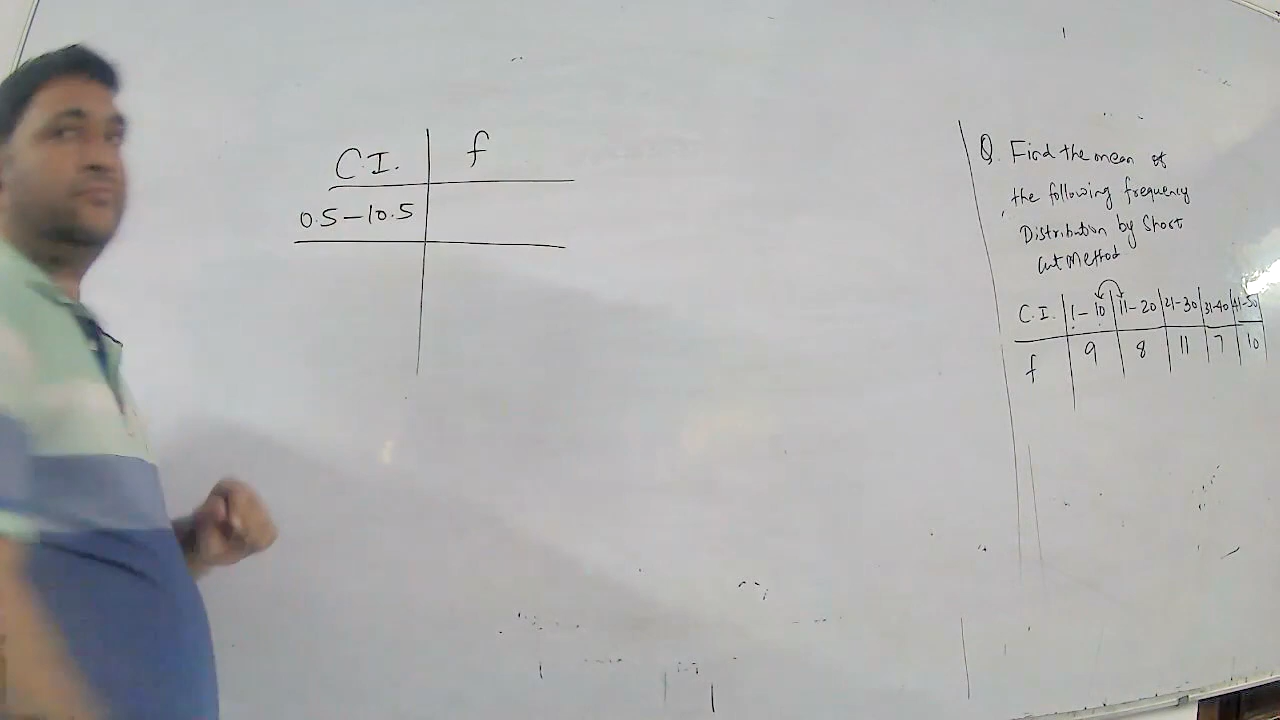 C.I. f
0.5-10.5
Q. Find the mean of
the following frequency
Distribution by Short
Cut Method
C.I. 1-10 11-20 21-30 31-40 41-50
f 9 8 11 7 10